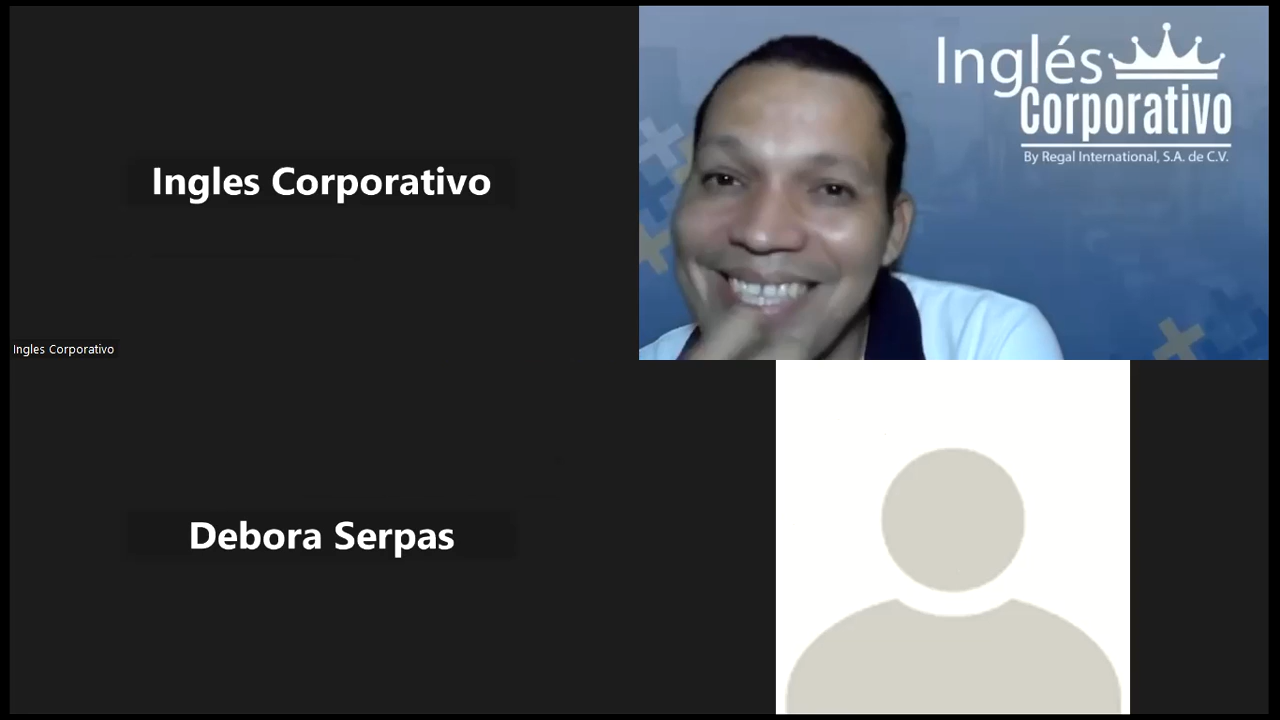 Ingles Corporativo
Inglés
Corporativo
By Regal International, S.A. de C.V.
Ingles Corporativo
Debora Serpas